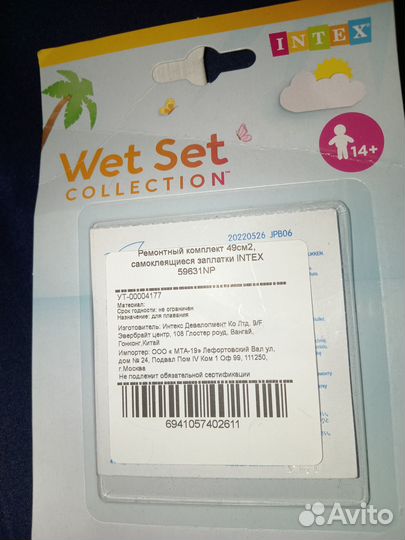 INTEX
14+
Wet Set
COLLECTION™
20220526 JPB06
Ремонтный комплект 49см2,
самоклеящиеся заплатки INTEX
59631NP
УТ-00004177
Материал:
Срок годности: не ограничен
Назначение: для плавания
Изготовитель: Интекс Девелопмент Ко Лтд. 9/F
Эвербрайт центр, 108 Глостер роуд, Вангай,
Гонконг,Китай
Импортер: ООО « МТА-19» Лефортовский Вал ул,
дом № 24, Подвал Пом IV Ком 1 Оф 99, 111250,
г.Москва
Не подлежит обязательной сертификации
6941057402611
Avito